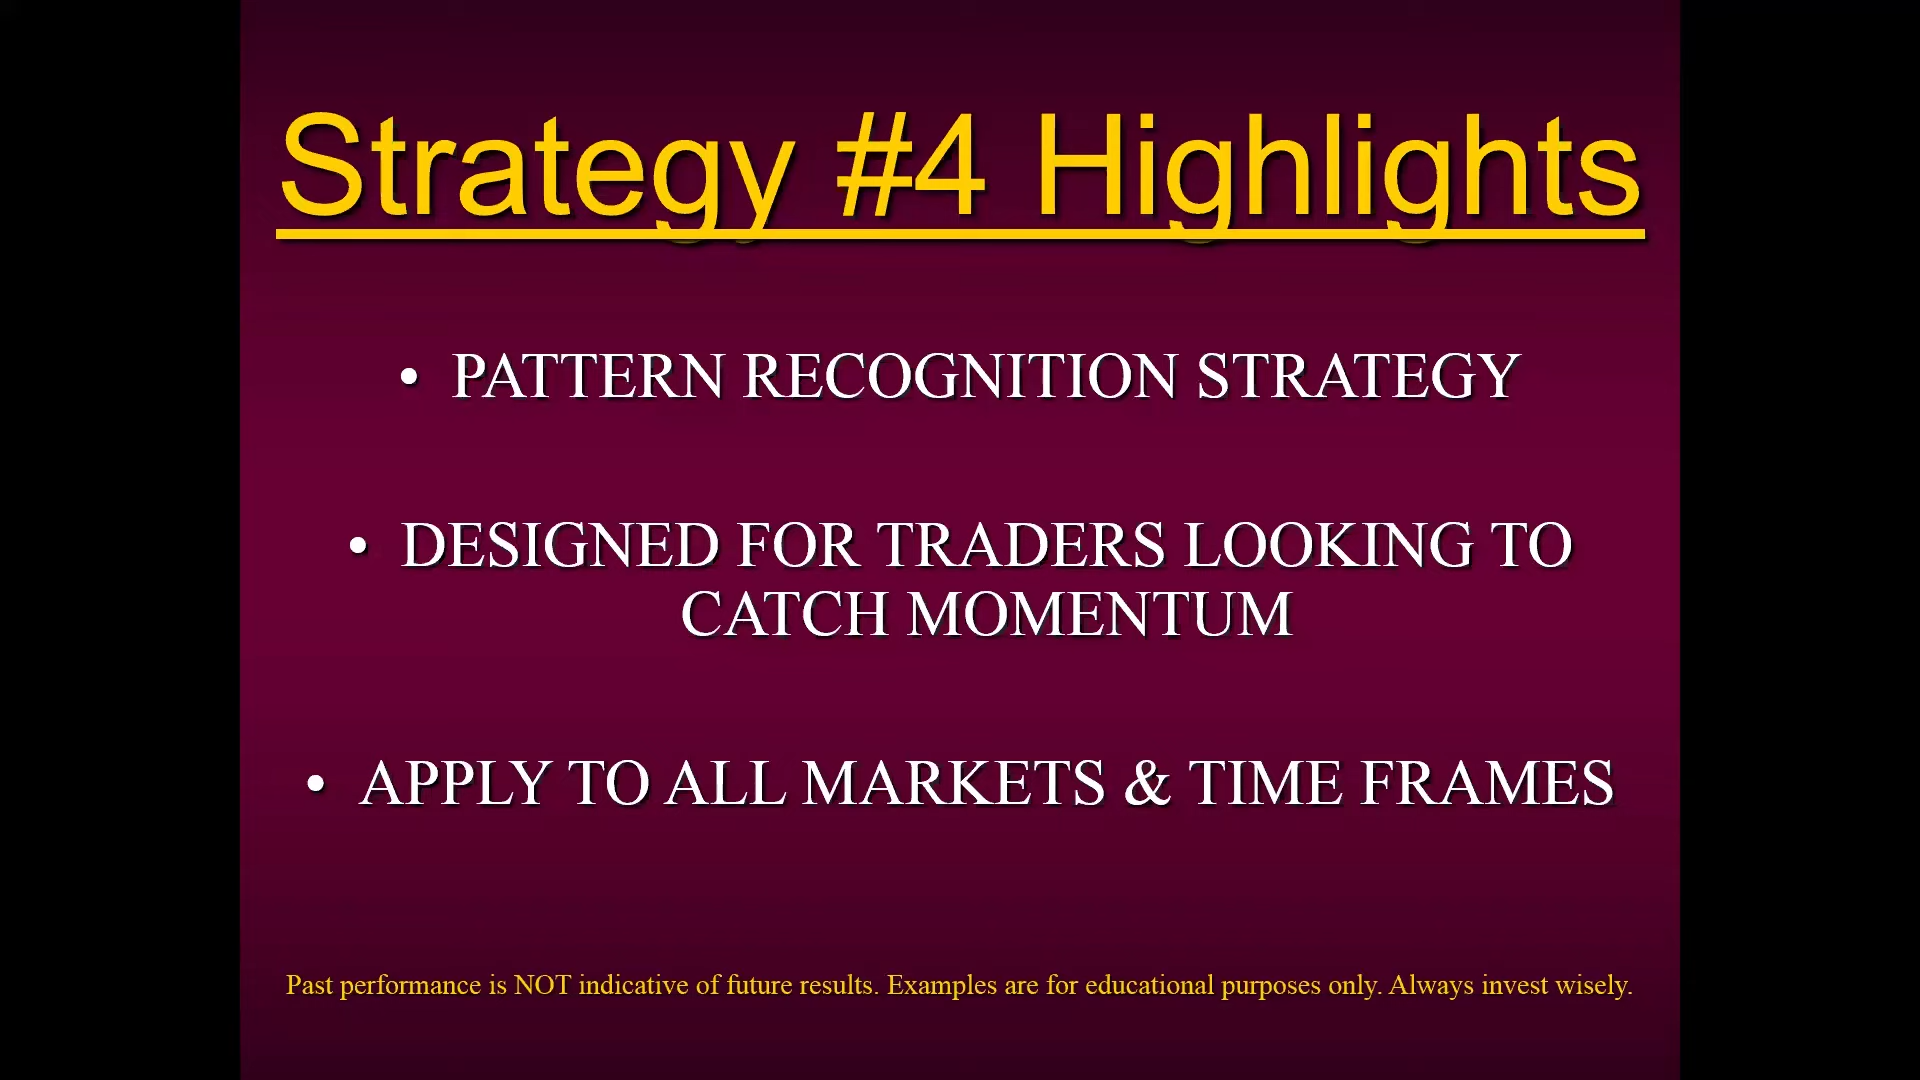 Strategy #4 Highlights
• PATTERN RECOGNITION STRATEGY
• DESIGNED FOR TRADERS LOOKING TO
CATCH MOMENTUM
• APPLY TO ALL MARKETS & TIME FRAMES
Past performance is NOT indicative of future results. Examples are for educational purposes only. Always invest wisely.